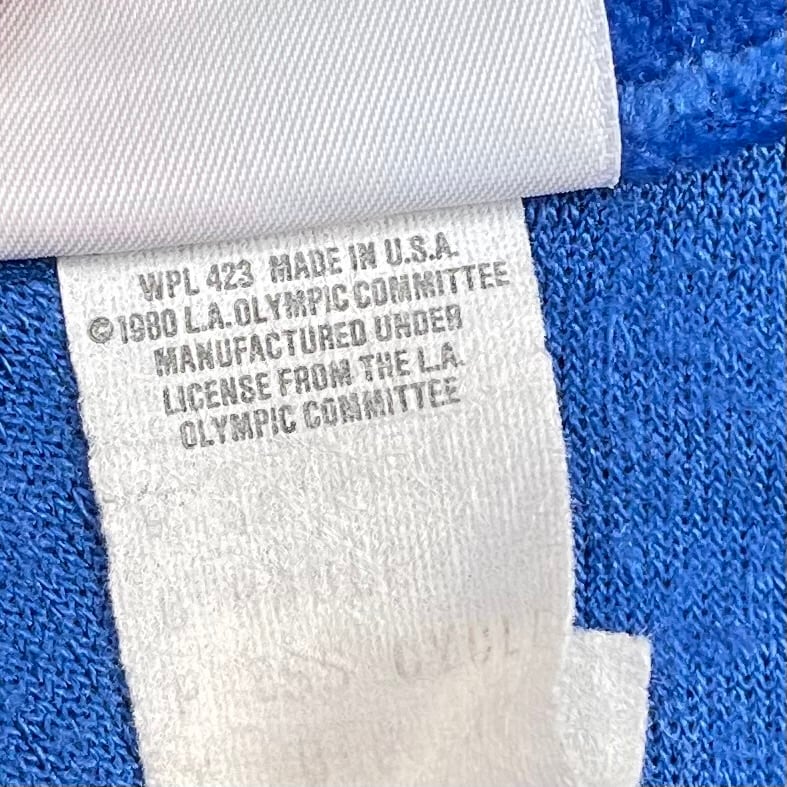 WPL 423 MADE IN U.S.A.
©1980 L.A. OLYMPIC COMMITTEE
MANUFACTURED UNDER
LICENSE FROM THE L.A.
OLYMPIC COMMITTEE